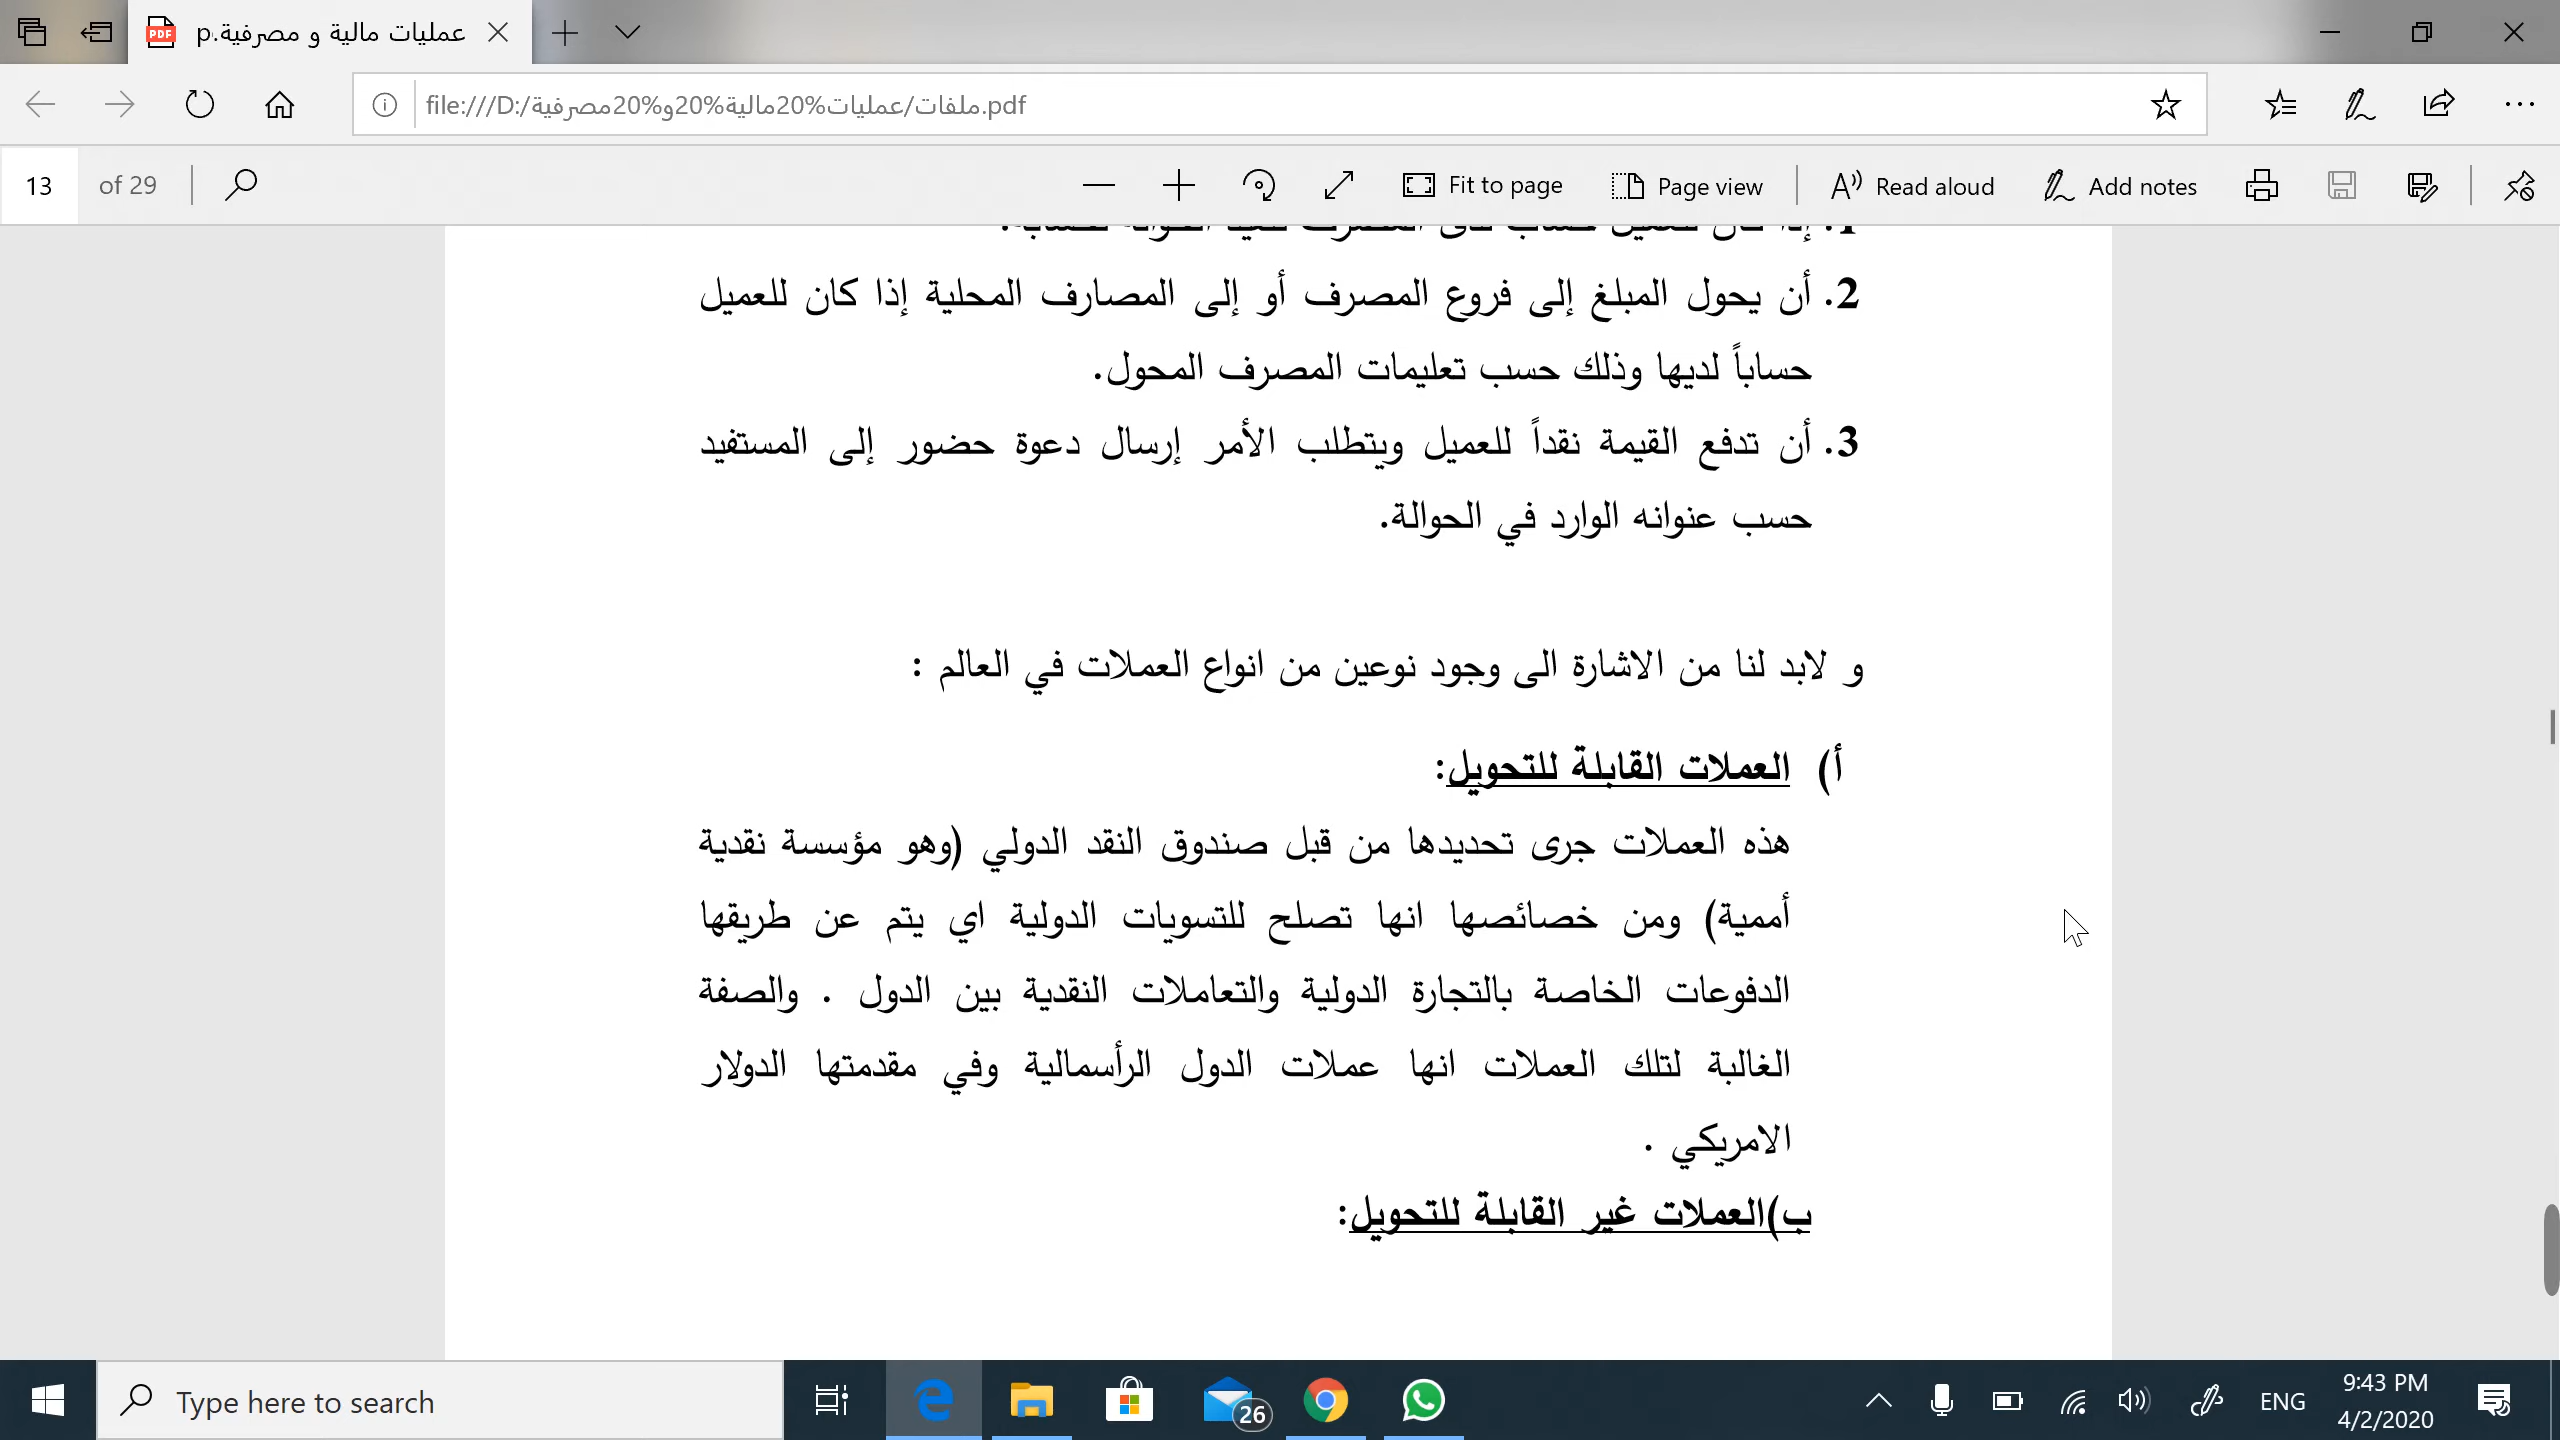 عمليات مالية و مصرفية.p
file:///D:/ملفات/عمليات%20مالية%20و%20مصرفية.pdf
13 of 29
Fit to page
Page view
Read aloud
Add notes
2. أن يحول المبلغ إلى فروع المصرف أو إلى المصارف المحلية إذا كان للعميل
حساباً لديها وذلك حسب تعليمات المصرف المحول.
3. أن تدفع القيمة نقداً للعميل ويتطلب الأمر إرسال دعوة حضور إلى المستفيد
حسب عنوانه الوارد في الحوالة.
و لابد لنا من الاشارة الى وجود نوعين من انواع العملات في العالم :
أ) العملات القابلة للتحويل:
هذه العملات جرى تحديدها من قبل صندوق النقد الدولي (وهو مؤسسة نقدية
أممية) ومن خصائصها انها تصلح للتسويات الدولية اي يتم عن طريقها
الدفوعات الخاصة بالتجارة الدولية والتعاملات النقدية بين الدول . والصفة
الغالبة لتلك العملات انها عملات الدول الرأسمالية وفي مقدمتها الدولار
الامريكي .
ب)العملات غير القابلة للتحويل:
Type here to search
26
ENG
9:43 PM
4/2/2020